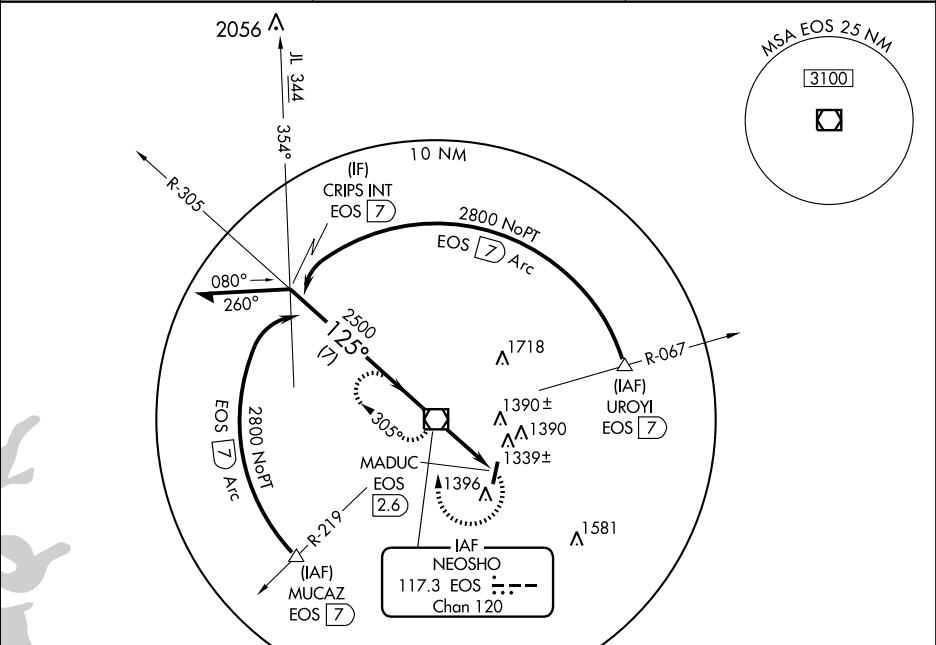 2056
JL 344
354°
MSA EOS 25 NM
3100
10 NM
(IF)
CRIPS INT
EOS 7
R-305
2800 NoPT
EOS 7 Arc
080°
260°
2500
125°
(7)
1718
R-067
(IAF)
UROYI
EOS 7
1390±
1390
1339±
305°
2800 NoPT
EOS 7 Arc
MADUC
EOS
2.6
1396
R-219
1581
(IAF)
MUCAZ
EOS 7
IAF
NEOSHO
117.3 EOS
Chan 120